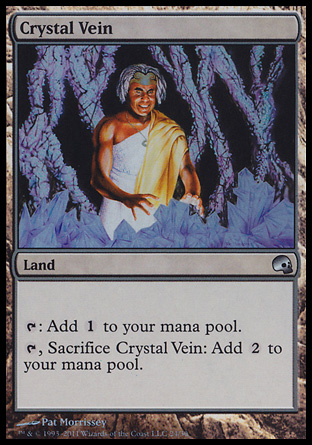 Crystal Vein
Land
: Add 1 to your mana pool.
, Sacrifice Crystal Vein: Add 2 to
your mana pool.
Pat Morrissey
™ & © 1993-2011 Wizards of the Coast LLC